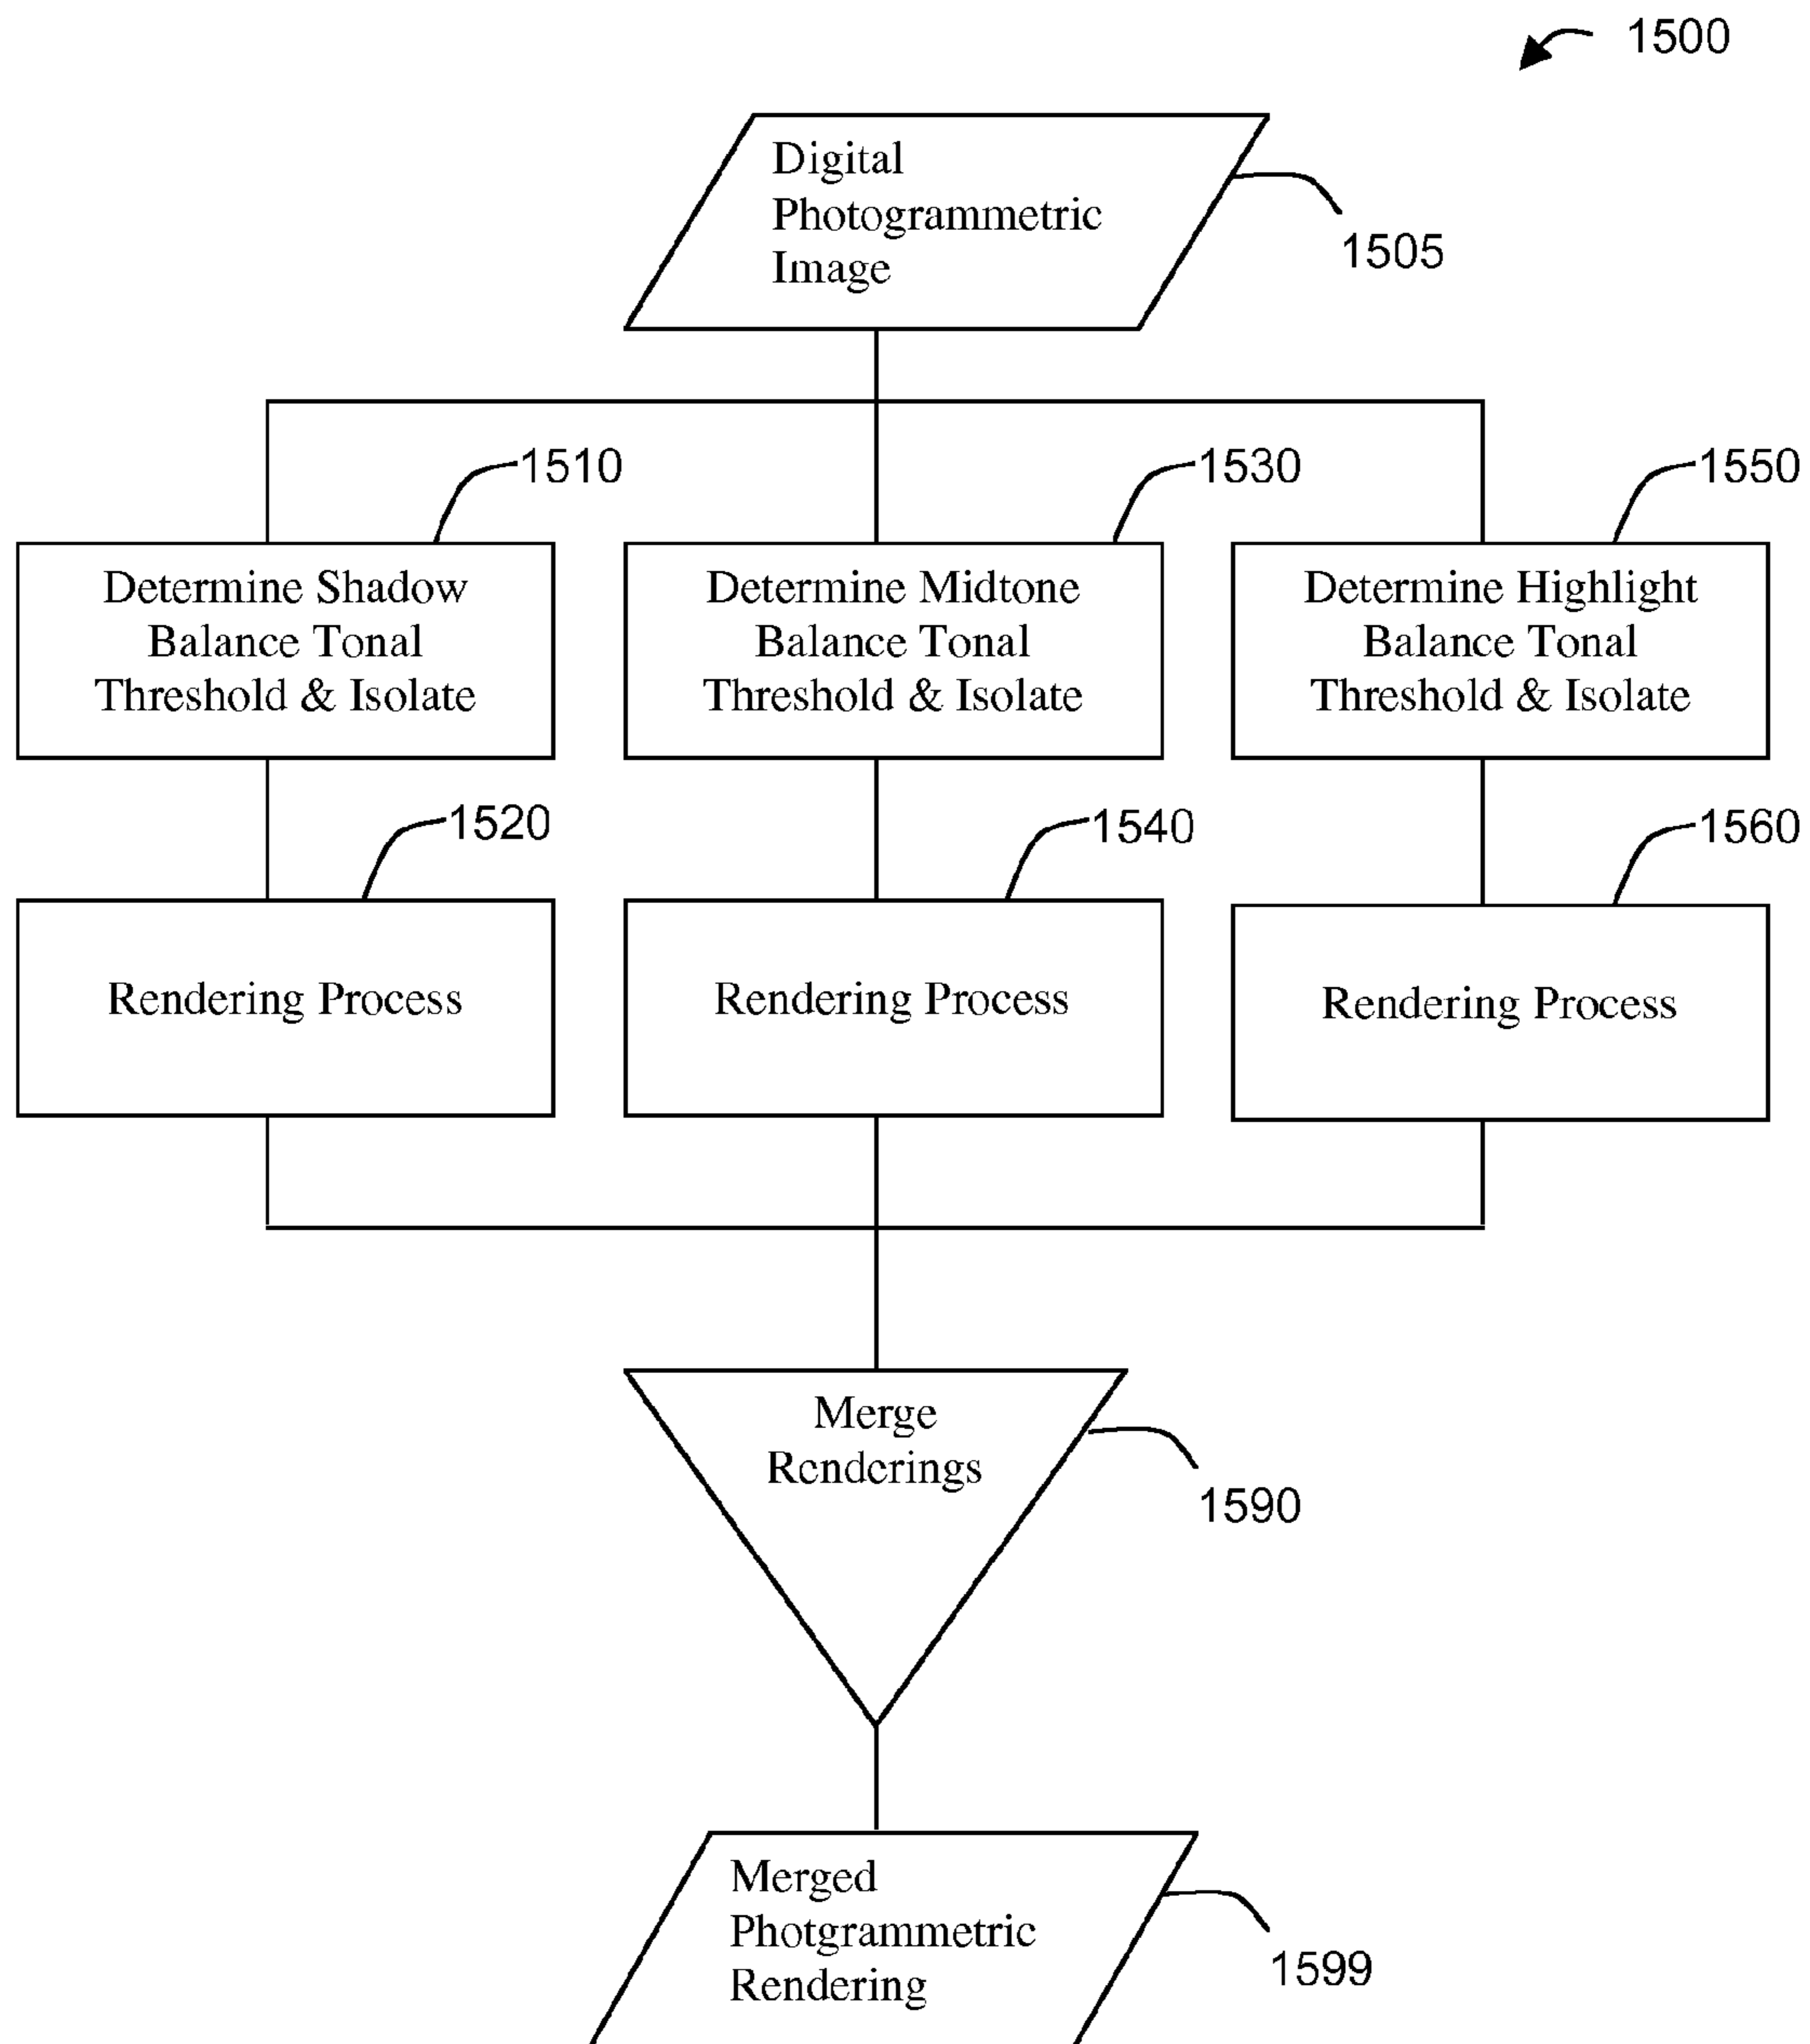 1500
Digital
Photogrammetric
Image
1505
1510
1530
1550
Determine Shadow
Balance Tonal
Threshold & Isolate
Determine Midtone
Balance Tonal
Threshold & Isolate
Determine Highlight
Balance Tonal
Threshold & Isolate
1520
1540
1560
Rendering Process
Rendering Process
Rendering Process
Merge
Renderings
1590
Merged
Photgrammetric
Rendering
1599